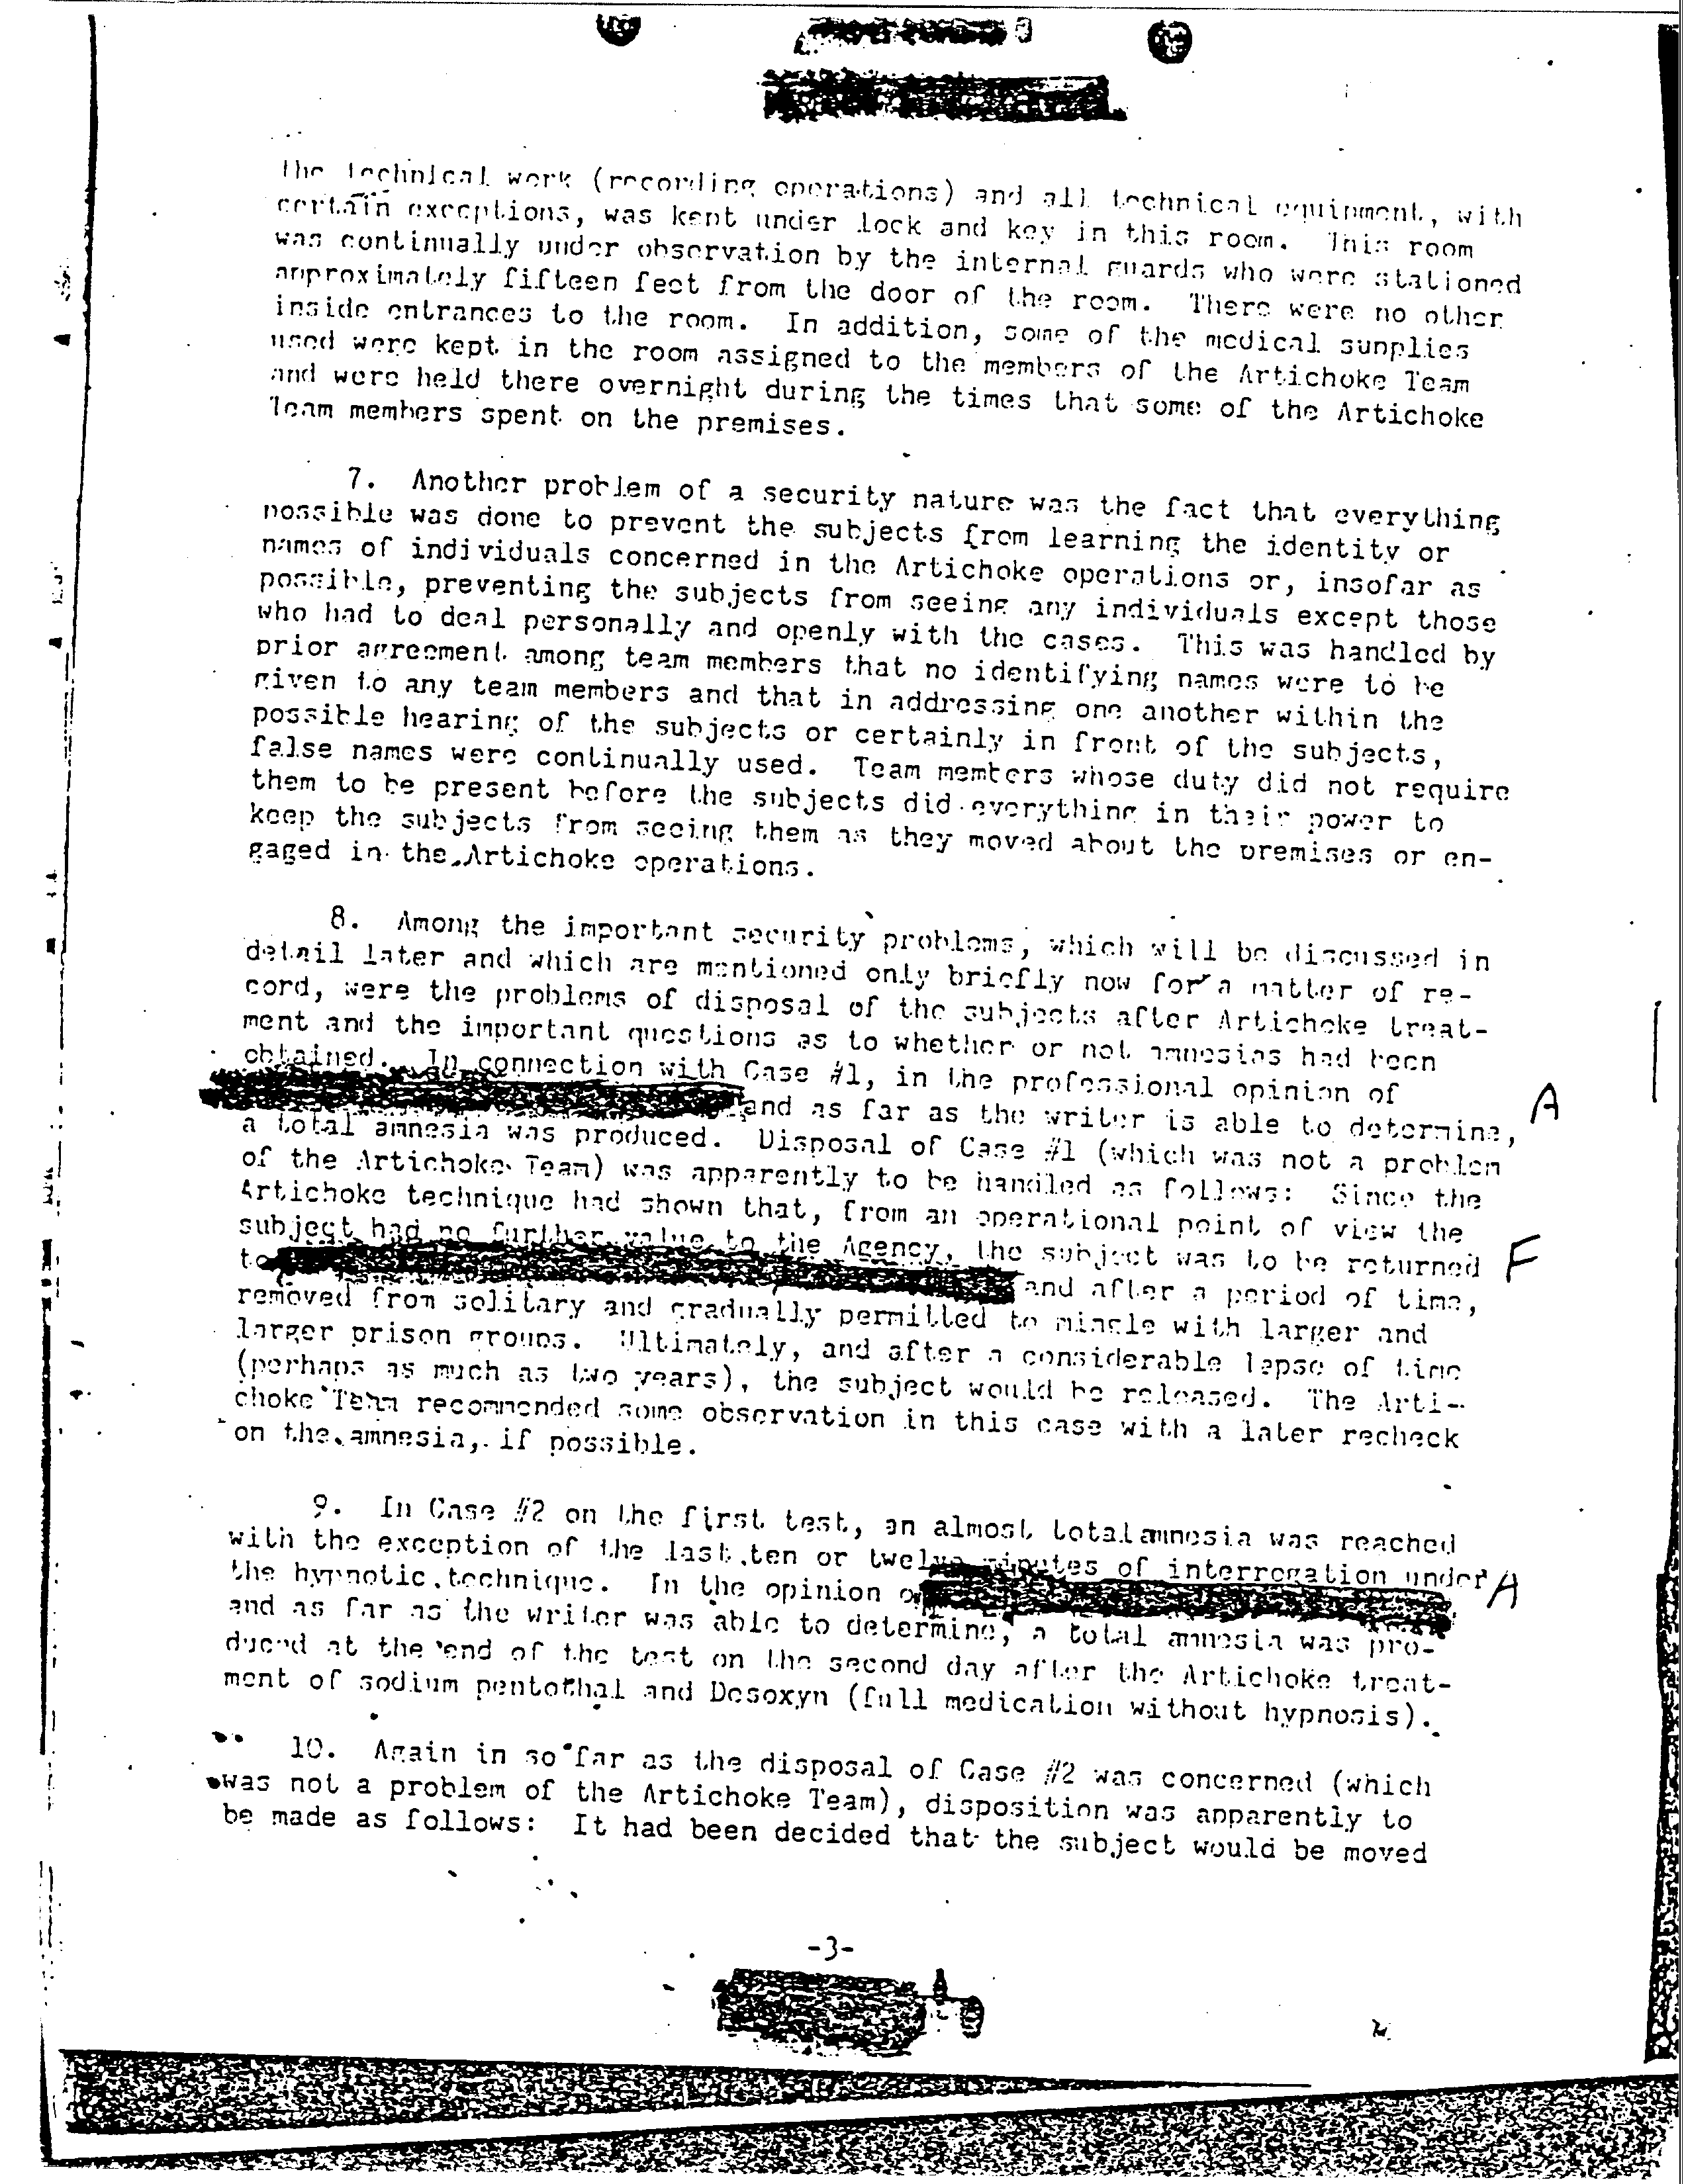 the technical work (recording operations) and all technical equipment, with
certain exceptions, was kept under lock and key in this room. This room
was continually under observation by the internal guards who were stationed
approximately fifteen feet from the door of the room. There were no other
inside entrances to the room. In addition, some of the medical supplies
used were kept in the room assigned to the members of the Artichoke Team
and were held there overnight during the times that some of the Artichoke
Team members spent on the premises.
7. Another problem of a security nature was the fact that everything
possible was done to prevent the subjects from learning the identity or
names of individuals concerned in the Artichoke operations or, insofar as
possible, preventing the subjects from seeing any individuals except those
who had to deal personally and openly with the cases. This was handled by
prior agreement among team members that no identifying names were to be
given to any team members and that in addressing one another within the
possible hearing of the subjects or certainly in front of the subjects,
false names were continually used. Team members whose duty did not require
them to be present before the subjects did everything in their power to
keep the subjects from seeing them as they moved about the premises or en-
gaged in the Artichoke operations.
8. Among the important security problems, which will be discussed in
detail later and which are mentioned only briefly now for a matter of re-
cord, were the problems of disposal of the subjects after Artichoke treat-
ment and the important questions as to whether or not amnesias had been
obtained. In connection with Case #1, in the professional opinion of
and as far as the writer is able to determine, A
a total amnesia was produced. Disposal of Case #1 (which was not a problem
of the Artichoke Team) was apparently to be handled as follows: Since the
Artichoke technique had shown that, from an operational point of view the
subject had no further value to the Agency, the subject was to be returned F
to and after a period of time,
removed from solitary and gradually permitted to mingle with larger and
larger prison groups. Ultimately, and after a considerable lapse of time
(perhaps as much as two years), the subject would be released. The Arti-
choke Team recommended some observation in this case with a later recheck
on the amnesia, if possible.
9. In Case #2 on the first test, an almost total amnesia was reached
with the exception of the last ten or twelve minutes of interrogation under
the hypnotic technique. In the opinion of A
and as far as the writer was able to determine, a total amnesia was pro-
duced at the end of the test on the second day after the Artichoke treat-
ment of sodium pentothal and Desoxyn (full medication without hypnosis).
10. Again in so far as the disposal of Case #2 was concerned (which
was not a problem of the Artichoke Team), disposition was apparently to
be made as follows: It had been decided that the subject would be moved
-3-